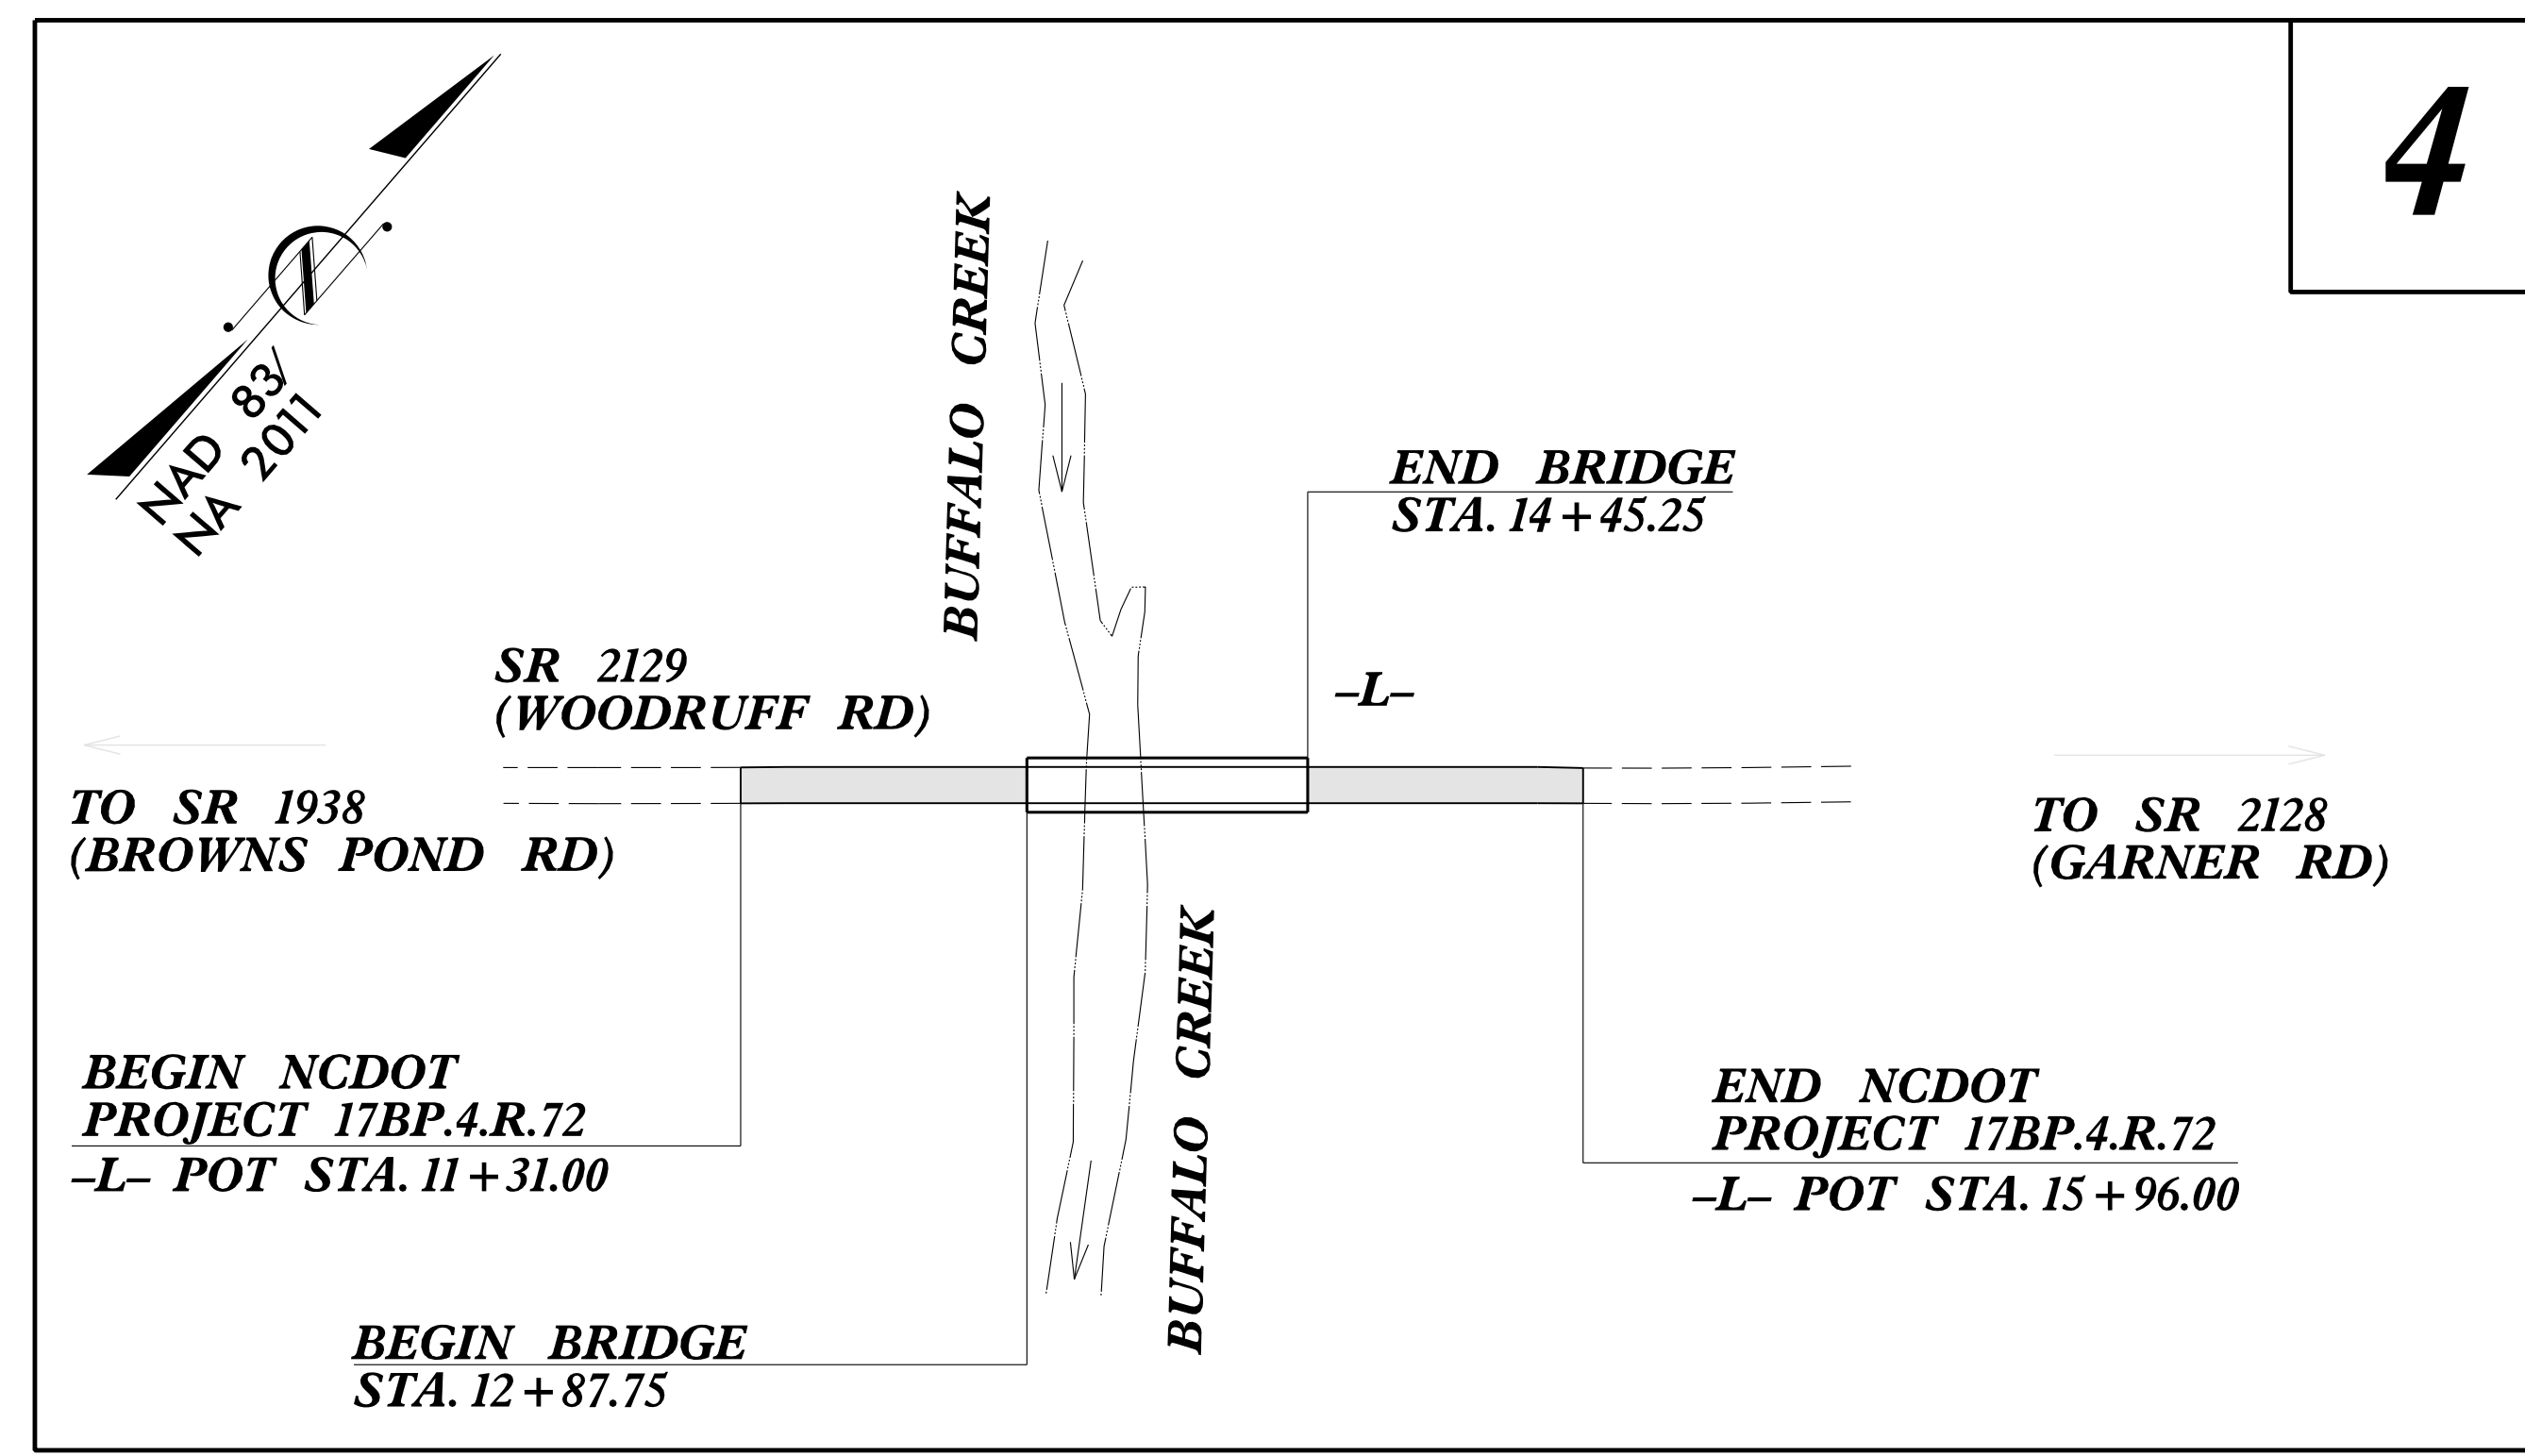 4
NAD 83/
NA 2011
BUFFALO CREEK
END BRIDGE
STA. 14+45.25
SR 2129
(WOODRUFF RD)
–L–
TO SR 1938
(BROWNS POND RD)
TO SR 2128
(GARNER RD)
BUFFALO CREEK
BEGIN NCDOT
PROJECT 17BP.4.R.72
–L– POT STA. 11+31.00
END NCDOT
PROJECT 17BP.4.R.72
–L– POT STA. 15+96.00
BEGIN BRIDGE
STA. 12+87.75